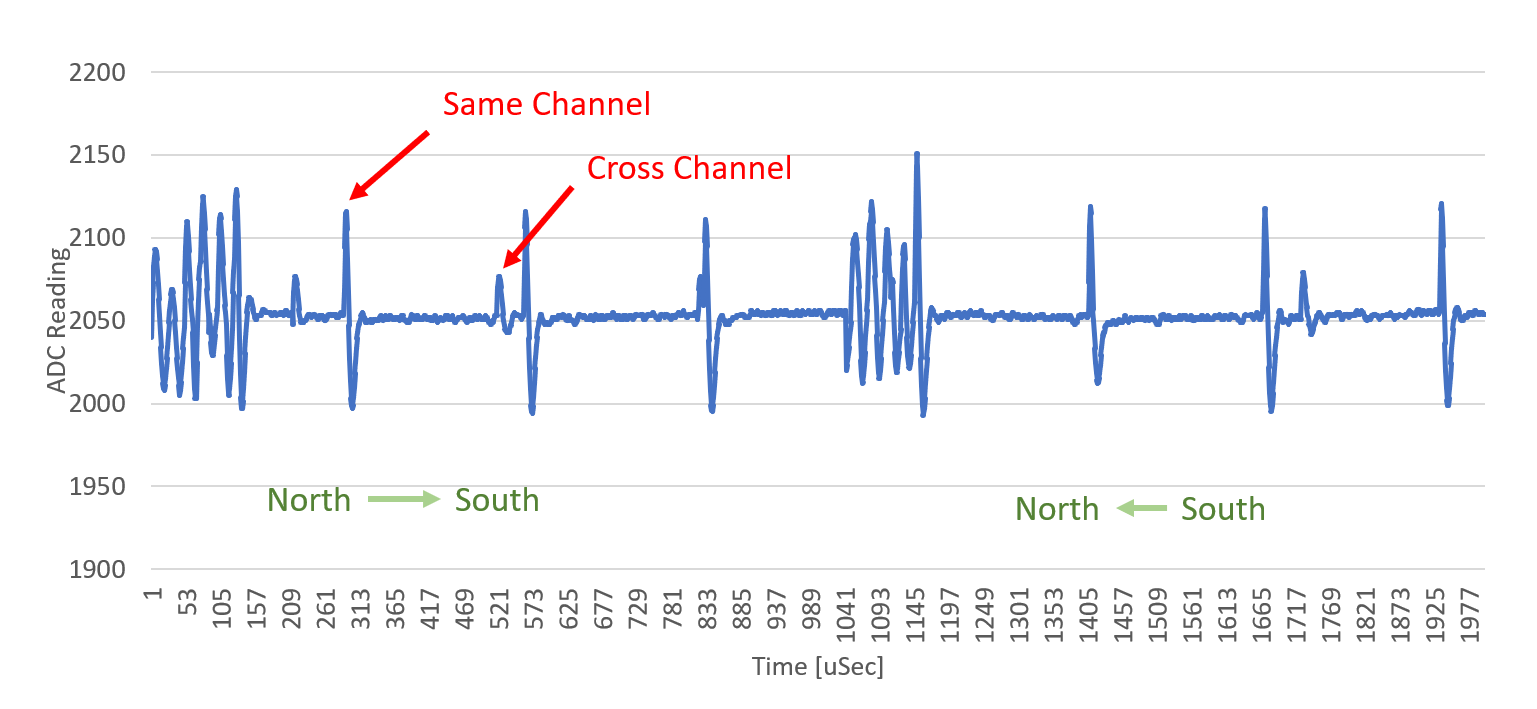 2200
Same Channel
2150
Cross Channel
2100
2050
2000
1950
1900
ADC Reading
North South
North South
1 53 105 157 209 261 313 365 417 469 521 573 625 677 729 781 833 885 937 989 1041 1093 1145 1197 1249 1301 1353 1405 1457 1509 1561 1613 1665 1717 1769 1821 1873 1925 1977
Time [uSec]